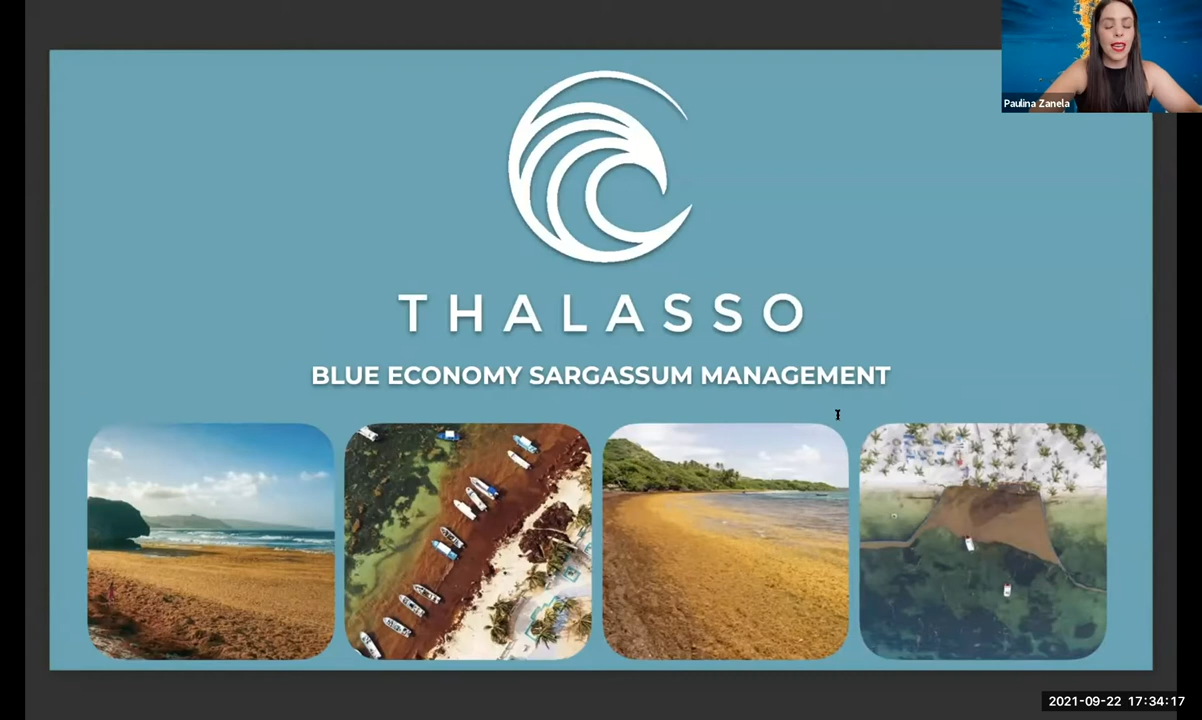 Paulina Zanela
THALASSO
BLUE ECONOMY SARGASSUM MANAGEMENT
2021-09-22 17:34:17